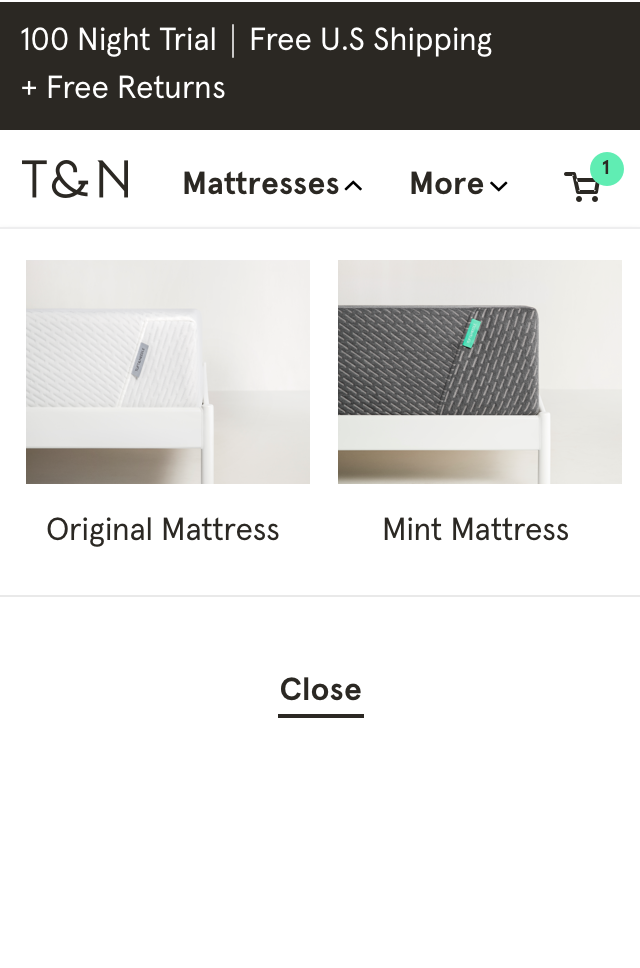 100 Night Trial | Free U.S Shipping
+ Free Returns
T&N
Mattresses
More
1
Original Mattress
Mint Mattress
Close